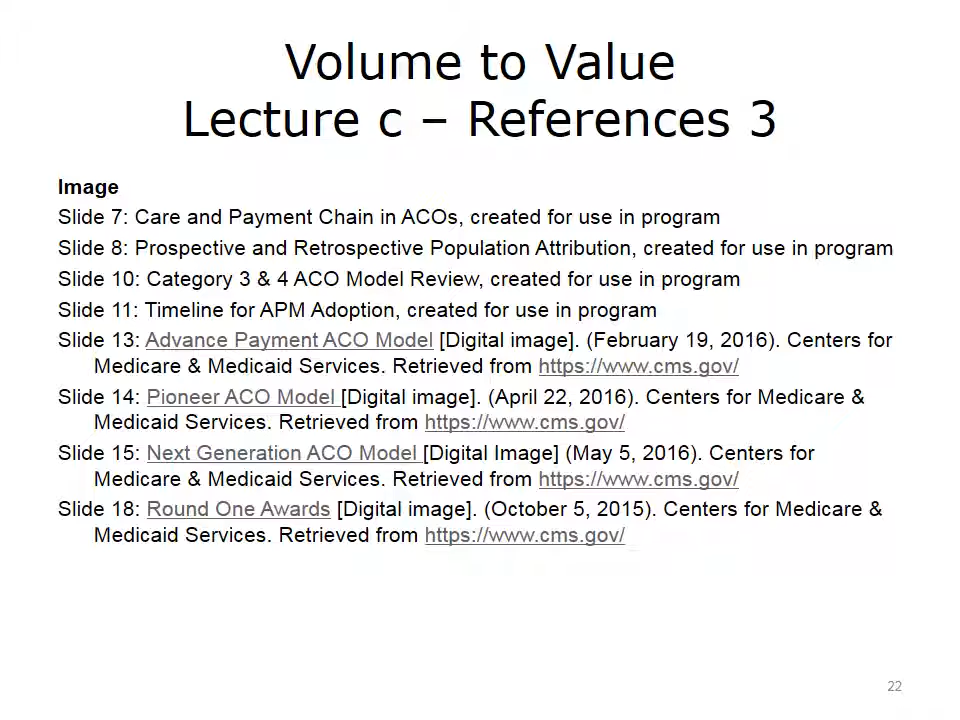 Volume to Value
Lecture c – References 3
Image
Slide 7: Care and Payment Chain in ACOs, created for use in program
Slide 8: Prospective and Retrospective Population Attribution, created for use in program
Slide 10: Category 3 & 4 ACO Model Review, created for use in program
Slide 11: Timeline for APM Adoption, created for use in program
Slide 13: Advance Payment ACO Model [Digital image]. (February 19, 2016). Centers for
Medicare & Medicaid Services. Retrieved from https://www.cms.gov/
Slide 14: Pioneer ACO Model [Digital image]. (April 22, 2016). Centers for Medicare &
Medicaid Services. Retrieved from https://www.cms.gov/
Slide 15: Next Generation ACO Model [Digital Image] (May 5, 2016). Centers for
Medicare & Medicaid Services. Retrieved from https://www.cms.gov/
Slide 18: Round One Awards [Digital image]. (October 5, 2015). Centers for Medicare &
Medicaid Services. Retrieved from https://www.cms.gov/
22